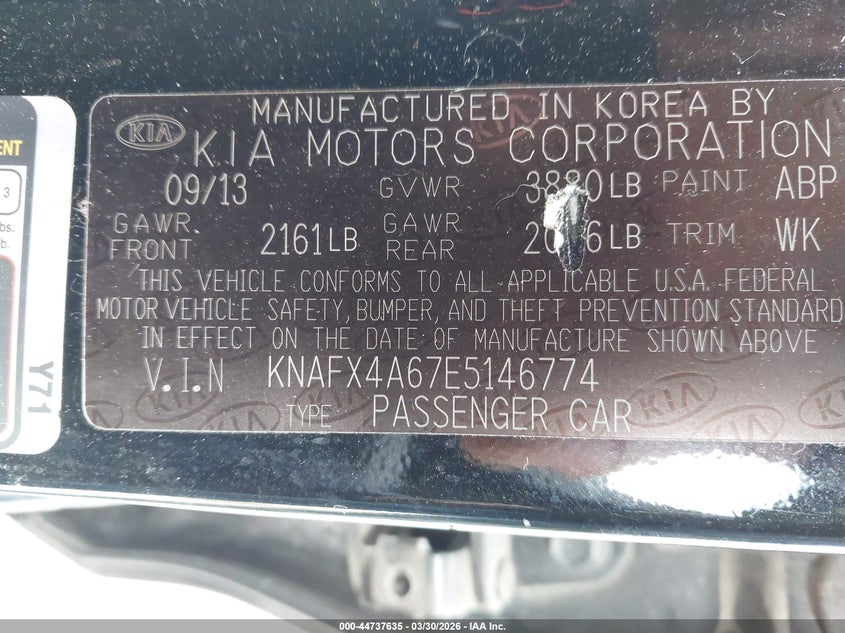 MANUFACTURED IN KOREA BY
KIA KIA MOTORS CORPORATION
09/13 GVWR LB PAINT ABP
GAWR FRONT 2161LB GAWR REAR LB TRIM WK
THIS VEHICLE CONFORMS TO ALL APPLICABLE U.S.A. FEDERAL
MOTOR VEHICLE SAFETY, BUMPER, AND THEFT PREVENTION STANDARD
IN EFFECT ON THE DATE OF MANUFACTURE SHOWN ABOVE
V.I.N KNAFX4A67E5146774
TYPE PASSENGER CAR
ENT
3
bs.
b.
Y71
000-44737635 - 03/30/2026 - IAA Inc.